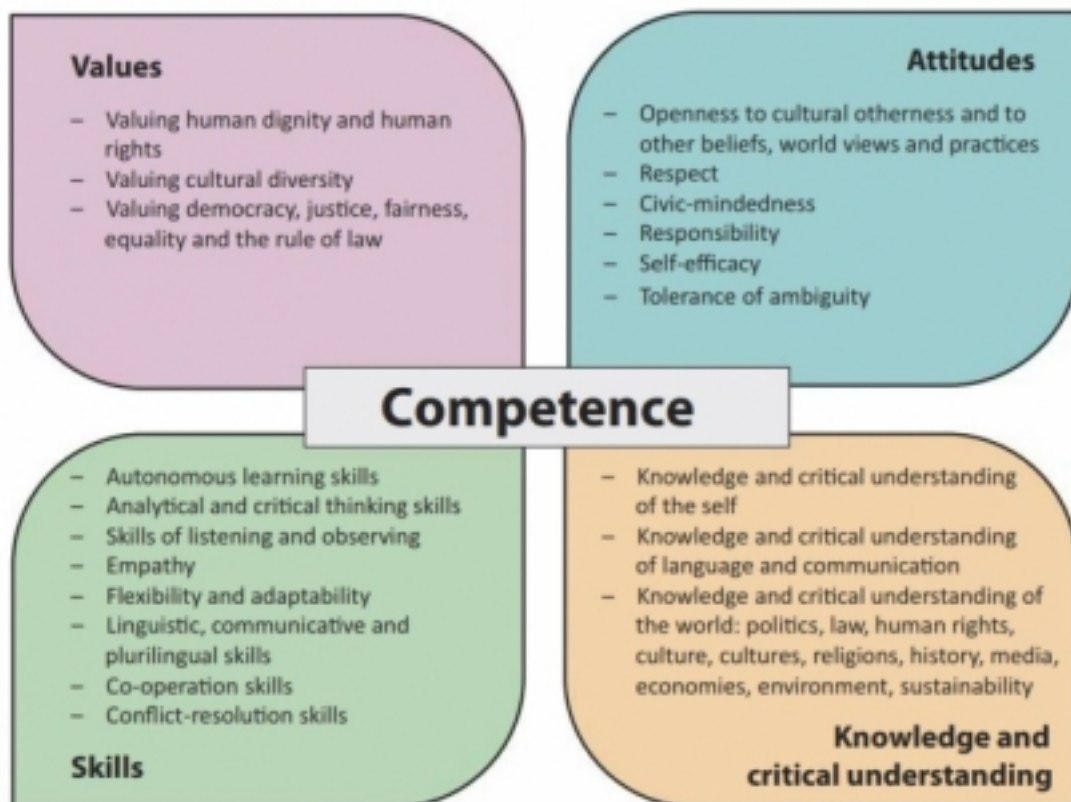 Values
– Valuing human dignity and human
rights
– Valuing cultural diversity
– Valuing democracy, justice, fairness,
equality and the rule of law
Attitudes
– Openness to cultural otherness and to
other beliefs, world views and practices
– Respect
– Civic-mindedness
– Responsibility
– Self-efficacy
– Tolerance of ambiguity
Competence
– Autonomous learning skills
– Analytical and critical thinking skills
– Skills of listening and observing
– Empathy
– Flexibility and adaptability
– Linguistic, communicative and
plurilingual skills
– Co-operation skills
– Conflict-resolution skills
Skills
– Knowledge and critical understanding
of the self
– Knowledge and critical understanding
of language and communication
– Knowledge and critical understanding of
the world: politics, law, human rights,
culture, cultures, religions, history, media,
economies, environment, sustainability
Knowledge and
critical understanding